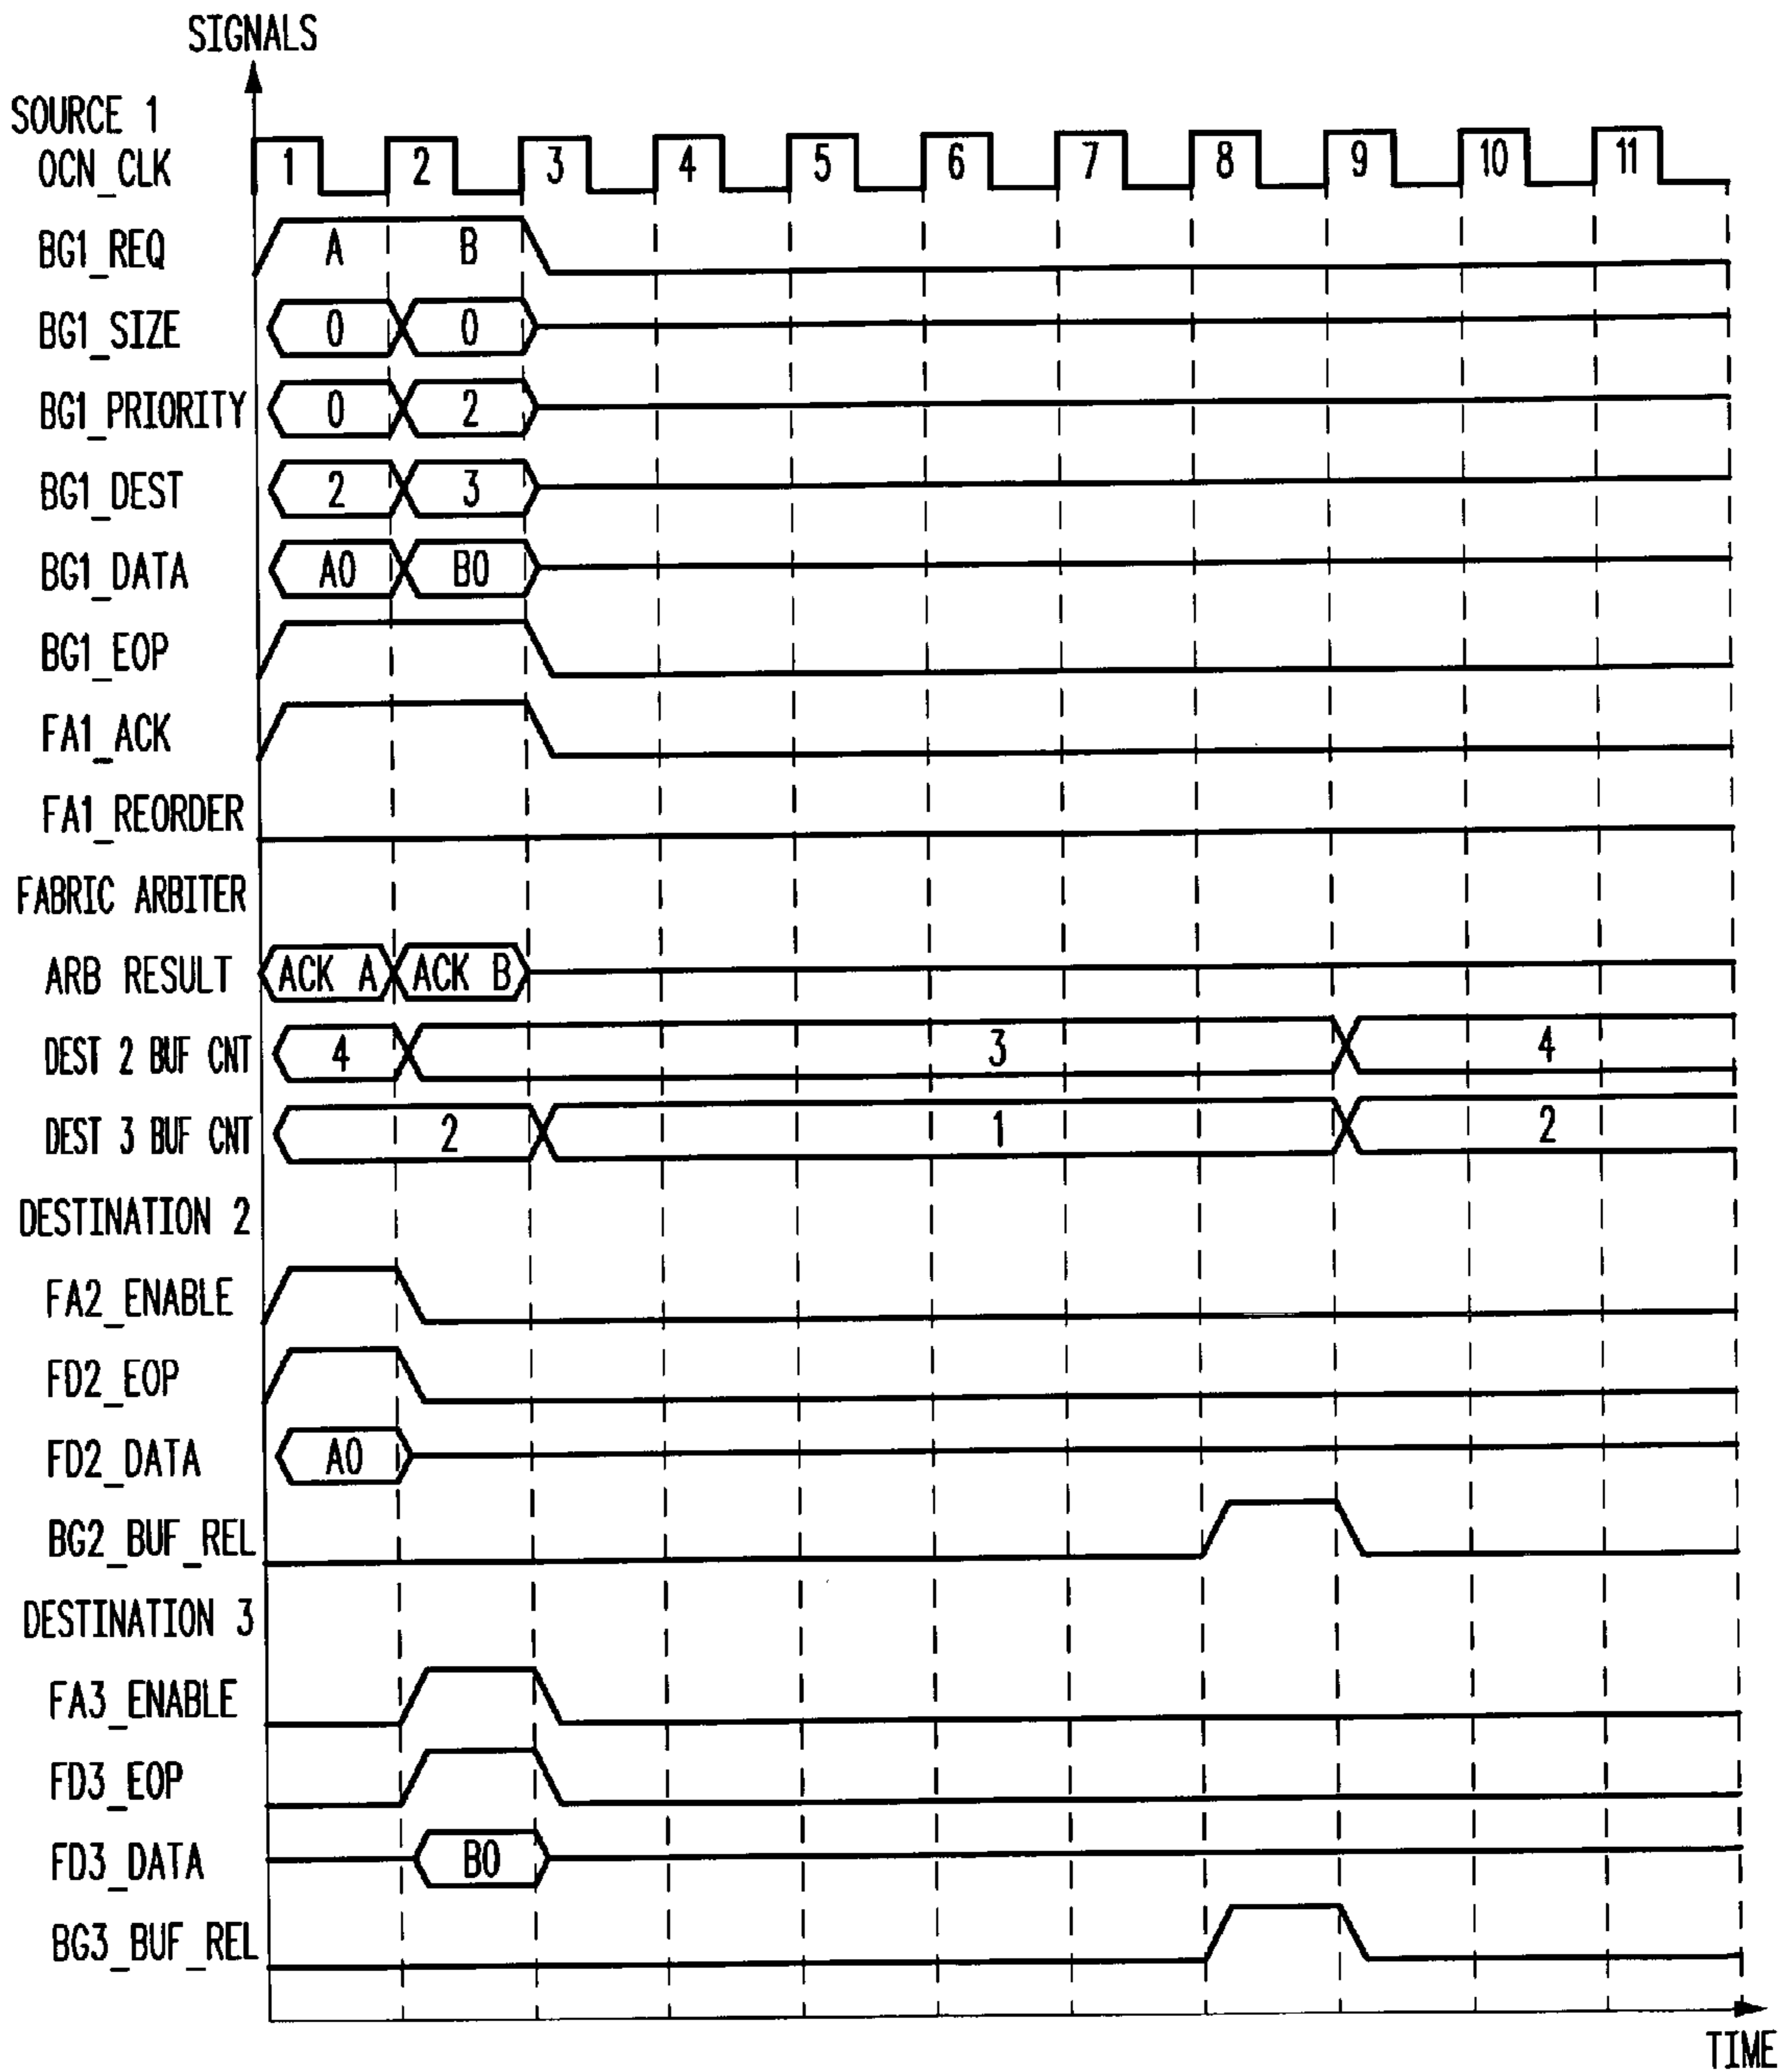 SIGNALS
SOURCE 1
OCN_CLK 1 2 3 4 5 6 7 8 9 10 11
BG1_REQ A B
BG1_SIZE 0 0
BG1_PRIORITY 0 2
BG1_DEST 2 3
BG1_DATA A0 B0
BG1_EOP
FA1_ACK
FA1_REORDER
FABRIC ARBITER
ARB RESULT ACK A ACK B
DEST 2 BUF CNT 4 3 4
DEST 3 BUF CNT 2 1 2
DESTINATION 2
FA2_ENABLE
FD2_EOP
FD2_DATA A0
BG2_BUF_REL
DESTINATION 3
FA3_ENABLE
FD3_EOP
FD3_DATA B0
BG3_BUF_REL
TIME